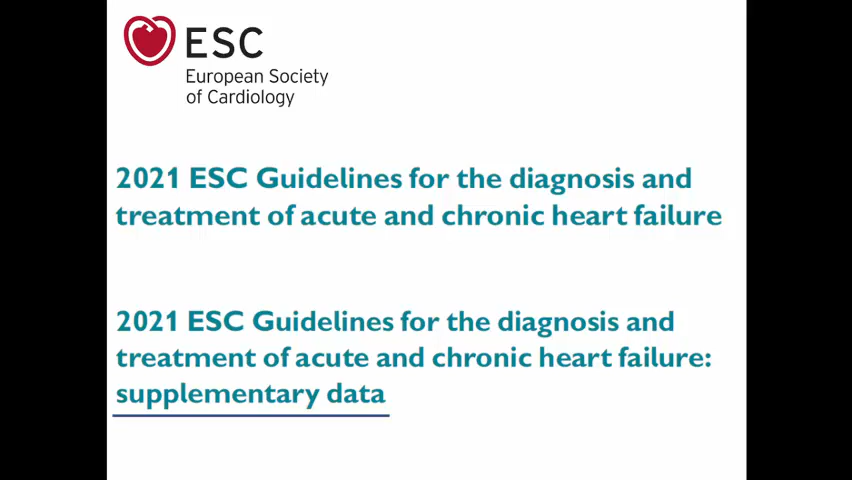 ESC
European Society
of Cardiology
2021 ESC Guidelines for the diagnosis and
treatment of acute and chronic heart failure
2021 ESC Guidelines for the diagnosis and
treatment of acute and chronic heart failure:
supplementary data